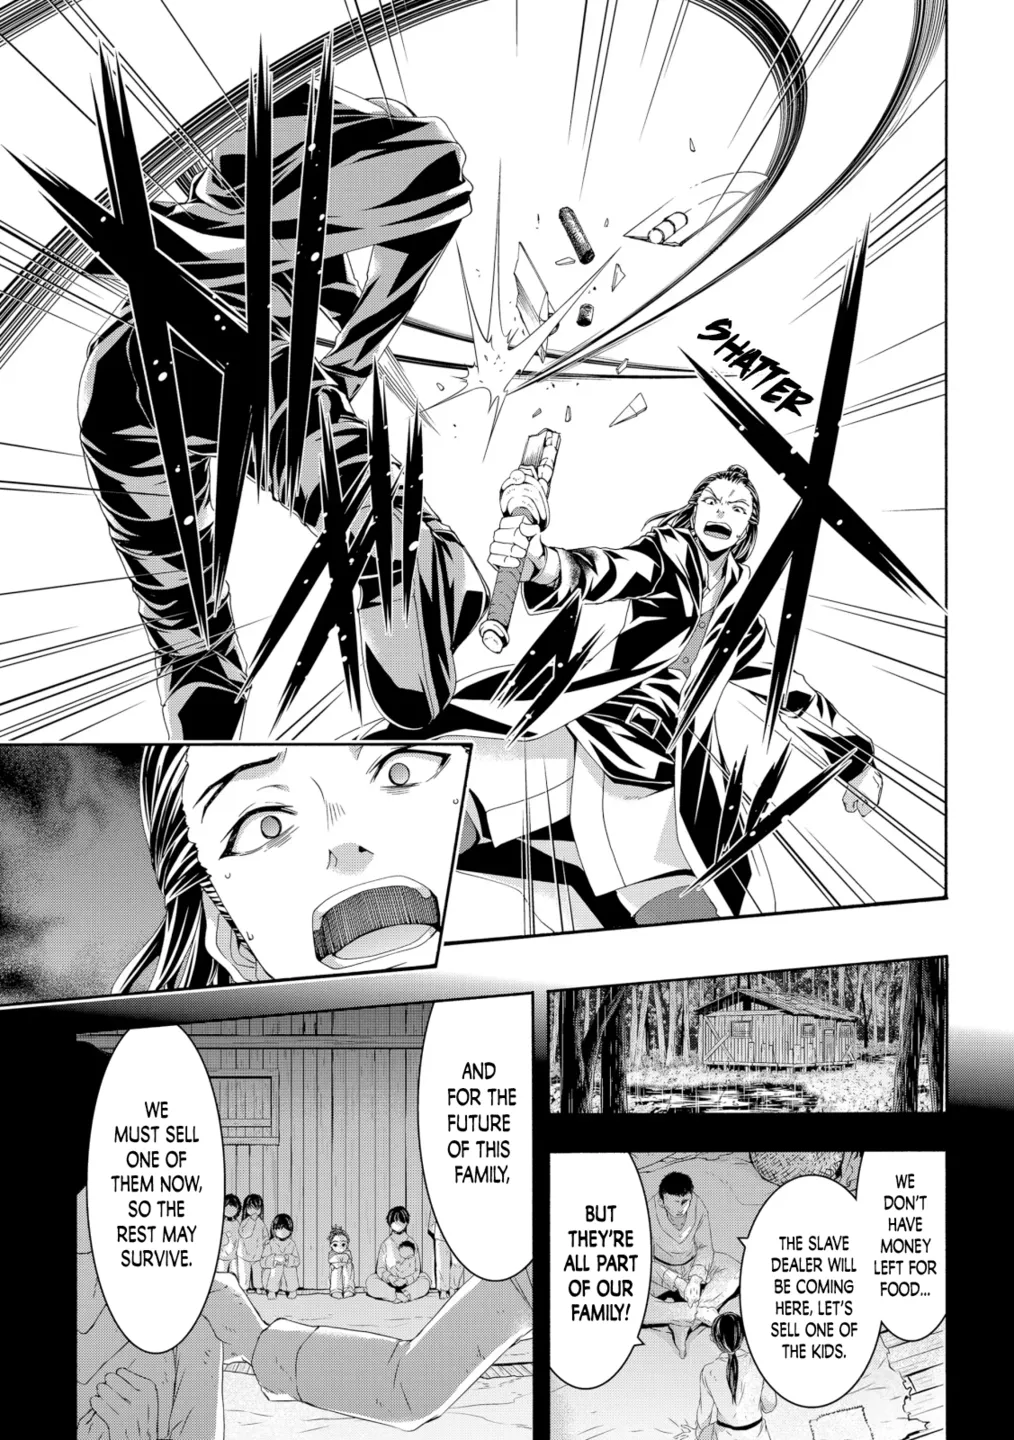 SHATTER
WE
DON'T
HAVE
MONEY
LEFT FOR
FOOD...
THE SLAVE
DEALER WILL
BE COMING
HERE, LET'S
SELL ONE OF
THE KIDS.
BUT
THEY'RE
ALL PART
OF OUR
FAMILY!
AND
FOR THE
FUTURE
OF THIS
FAMILY,
WE
MUST SELL
ONE OF
THEM NOW,
SO THE
REST MAY
SURVIVE.